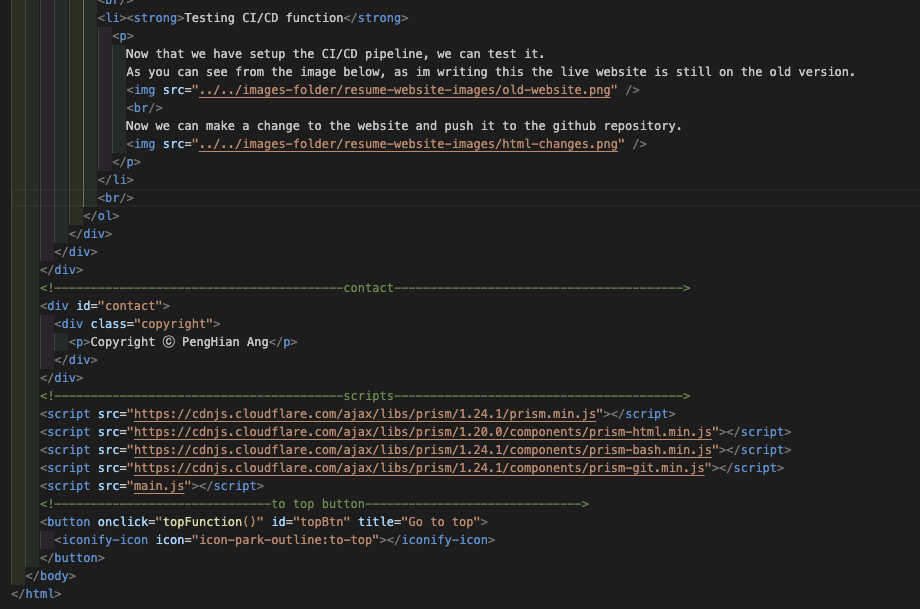 <br/>
<li><strong>Testing CI/CD function</strong>
<p>
Now that we have setup the CI/CD pipeline, we can test it.
As you can see from the image below, as im writing this the live website is still on the old version.
<img src="../../images-folder/resume-website-images/old-website.png" />
<br/>
Now we can make a change to the website and push it to the github repository.
<img src="../../images-folder/resume-website-images/html-changes.png" />
</p>
</li>
<br/>
</ol>
</div>
</div>
</div>
<!----------------------------------------contact---------------------------------------->
<div id="contact">
<div class="copyright">
<p>Copyright ⓒ PengHian Ang</p>
</div>
</div>
<!----------------------------------------scripts---------------------------------------->
<script src="https://cdnjs.cloudflare.com/ajax/libs/prism/1.24.1/prism.min.js"></script>
<script src="https://cdnjs.cloudflare.com/ajax/libs/prism/1.20.0/components/prism-html.min.js"></script>
<script src="https://cdnjs.cloudflare.com/ajax/libs/prism/1.24.1/components/prism-bash.min.js"></script>
<script src="https://cdnjs.cloudflare.com/ajax/libs/prism/1.24.1/components/prism-git.min.js"></script>
<script src="main.js"></script>
<!------------------------------to top button------------------------------>
<button onclick="topFunction()" id="topBtn" title="Go to top">
<iconify-icon icon="icon-park-outline:to-top"></iconify-icon>
</button>
</body>
</html>